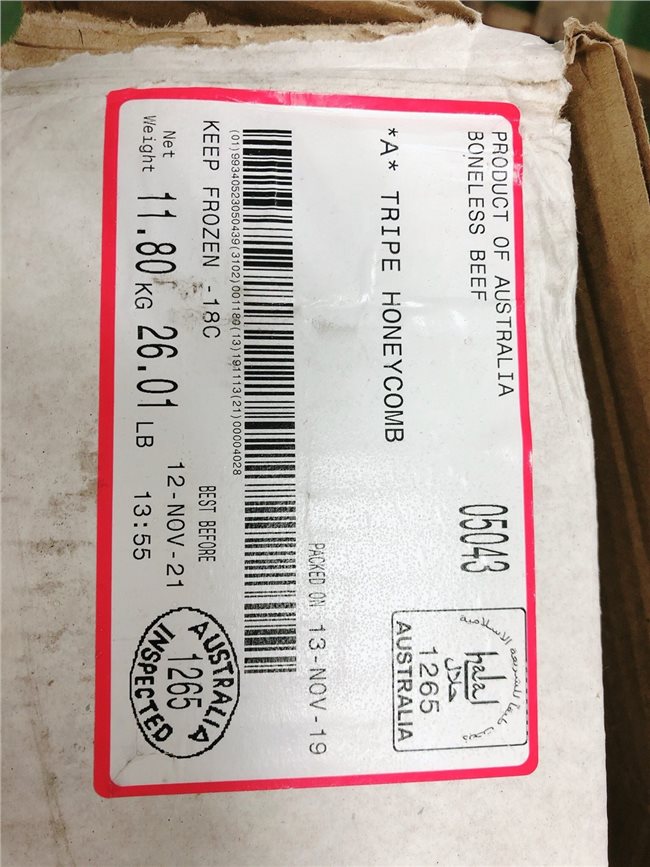 PRODUCT OF AUSTRALIA
BONELESS BEEF
05043
*A* TRIPE HONEYCOMB
halal
حلال
1265
AUSTRALIA
PACKED ON 13-NOV-19
(01)99340523050439(3102)001180(13)191113(21)00004028
KEEP FROZEN -18C
BEST BEFORE
12-NOV-21
Net
Weight 11.80 KG 26.01 LB 13:55
AUSTRALIA
1265
INSPECTED